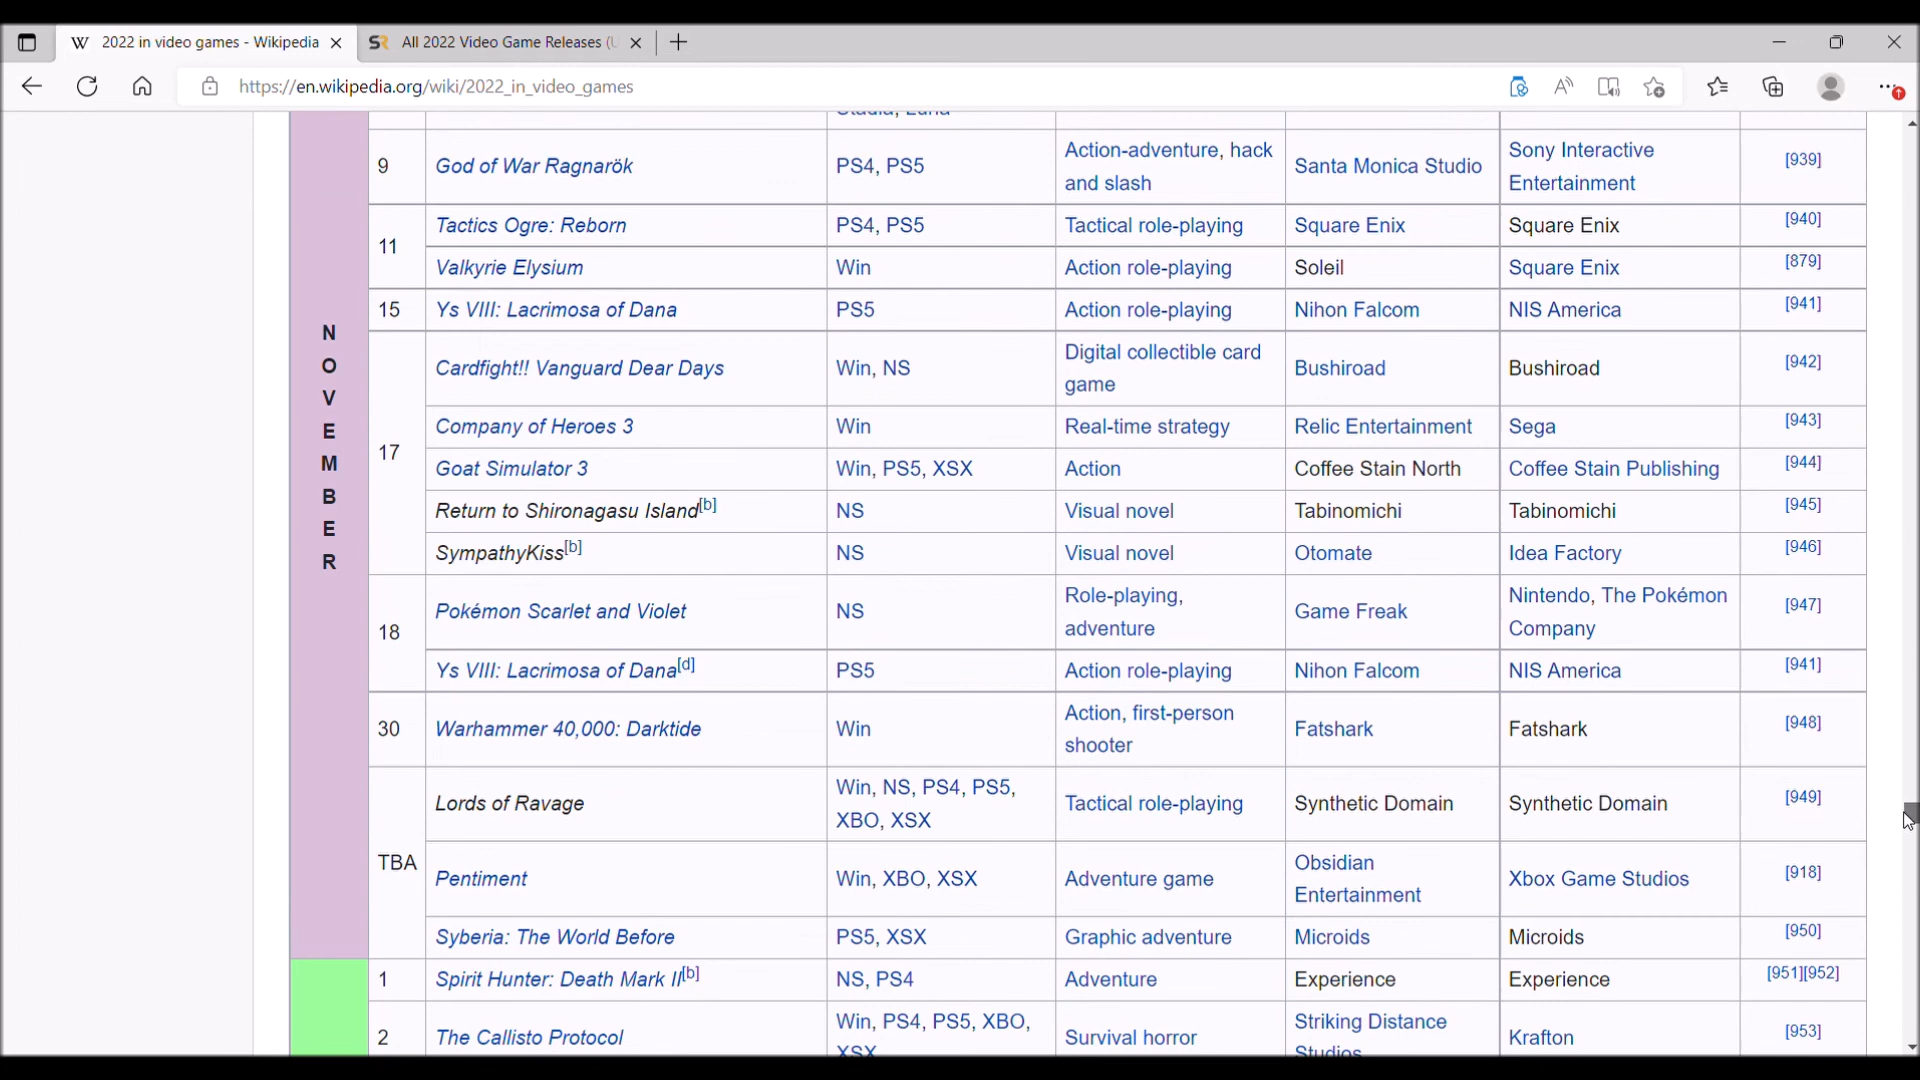 2022 in video games - Wikipedia
All 2022 Video Game Releases (
https://en.wikipedia.org/wiki/2022_in_video_games
Stadia, Luna
9 God of War Ragnarök PS4, PS5 Action-adventure, hack and slash Santa Monica Studio Sony Interactive Entertainment [939]
11 Tactics Ogre: Reborn PS4, PS5 Tactical role-playing Square Enix Square Enix [940]
Valkyrie Elysium Win Action role-playing Soleil Square Enix [879]
15 Ys VIII: Lacrimosa of Dana PS5 Action role-playing Nihon Falcom NIS America [941]
NOVEMBER
17 Cardfight!! Vanguard Dear Days Win, NS Digital collectible card game Bushiroad Bushiroad [942]
Company of Heroes 3 Win Real-time strategy Relic Entertainment Sega [943]
Goat Simulator 3 Win, PS5, XSX Action Coffee Stain North Coffee Stain Publishing [944]
Return to Shironagasu Island[b] NS Visual novel Tabinomichi Tabinomichi [945]
SympathyKiss[b] NS Visual novel Otomate Idea Factory [946]
18 Pokémon Scarlet and Violet NS Role-playing, adventure Game Freak Nintendo, The Pokémon Company [947]
Ys VIII: Lacrimosa of Dana[d] PS5 Action role-playing Nihon Falcom NIS America [941]
30 Warhammer 40,000: Darktide Win Action, first-person shooter Fatshark Fatshark [948]
TBA Lords of Ravage Win, NS, PS4, PS5, XBO, XSX Tactical role-playing Synthetic Domain Synthetic Domain [949]
Pentiment Win, XBO, XSX Adventure game Obsidian Entertainment Xbox Game Studios [918]
Syberia: The World Before PS5, XSX Graphic adventure Microids Microids [950]
1 Spirit Hunter: Death Mark II[b] NS, PS4 Adventure Experience Experience [951][952]
2 The Callisto Protocol Win, PS4, PS5, XBO, XSX Survival horror Striking Distance Studios Krafton [953]